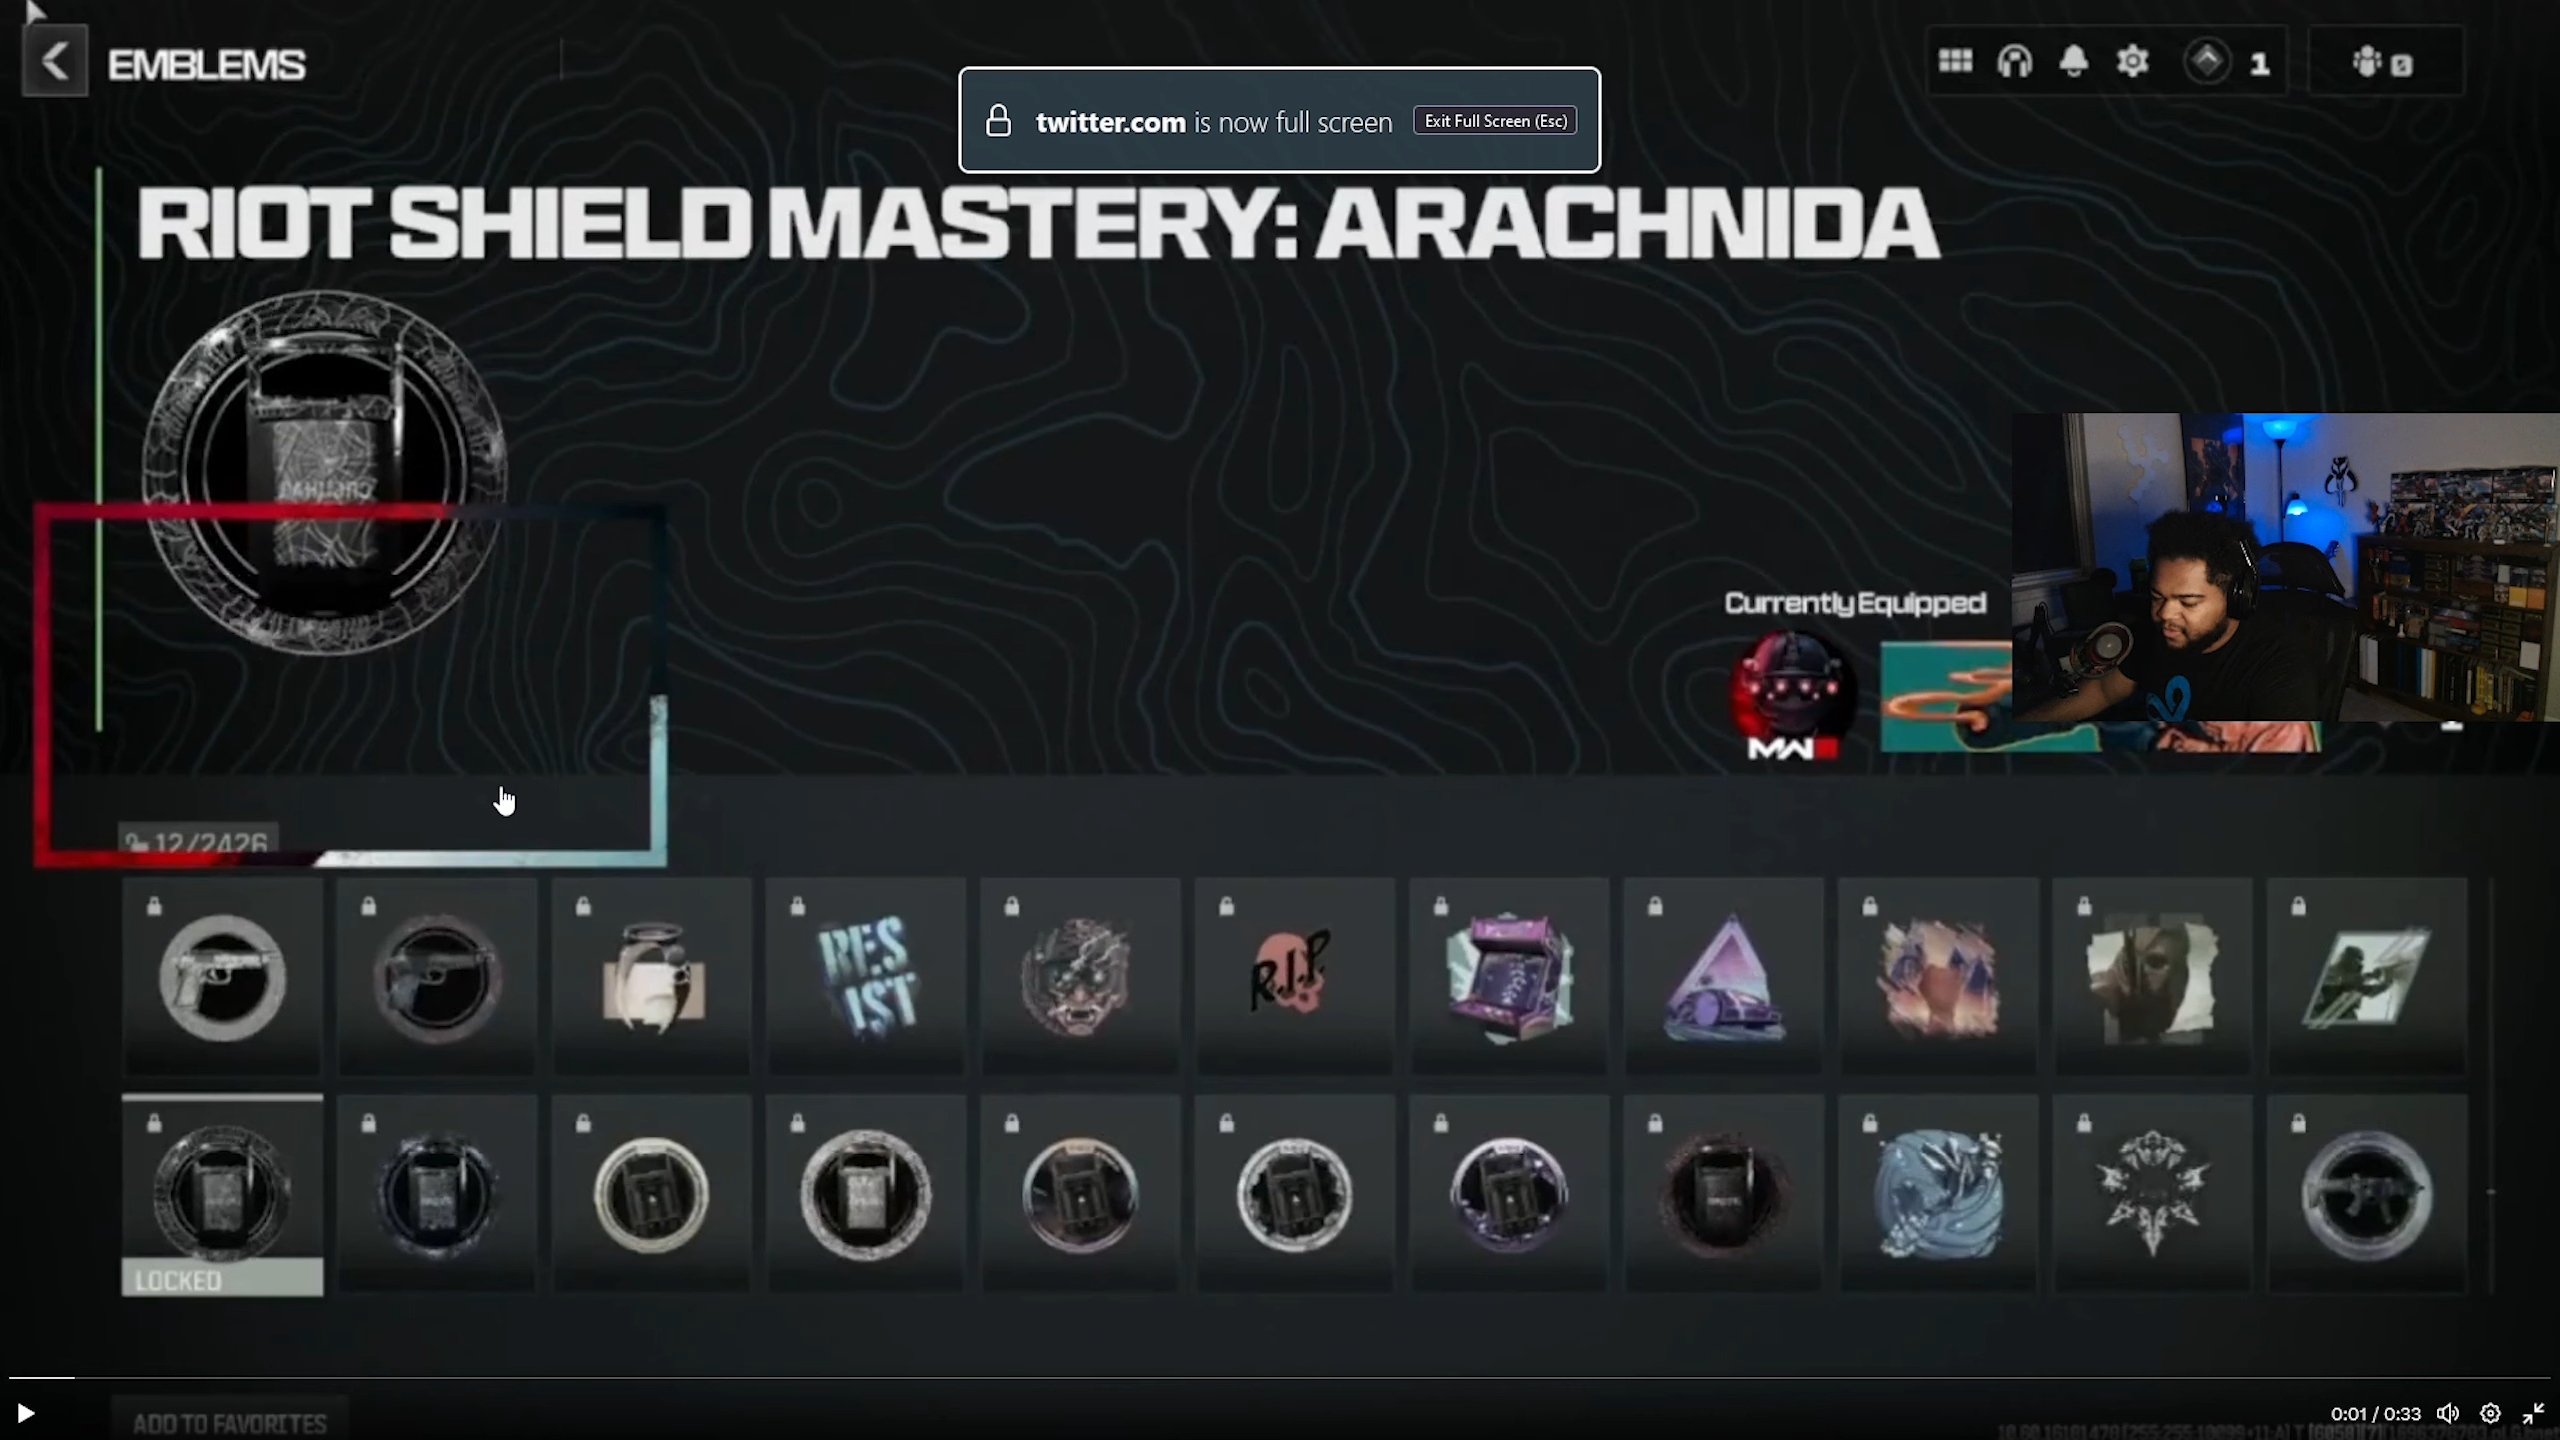 EMBLEMS
1
0
twitter.com is now full screen
Exit Full Screen (Esc)
RIOT SHIELD MASTERY: ARACHNIDA
Currently Equipped
MW
12/2426
RES
IST
R.I.P
LOCKED
ADD TO FAVORITES
0:01 / 0:33